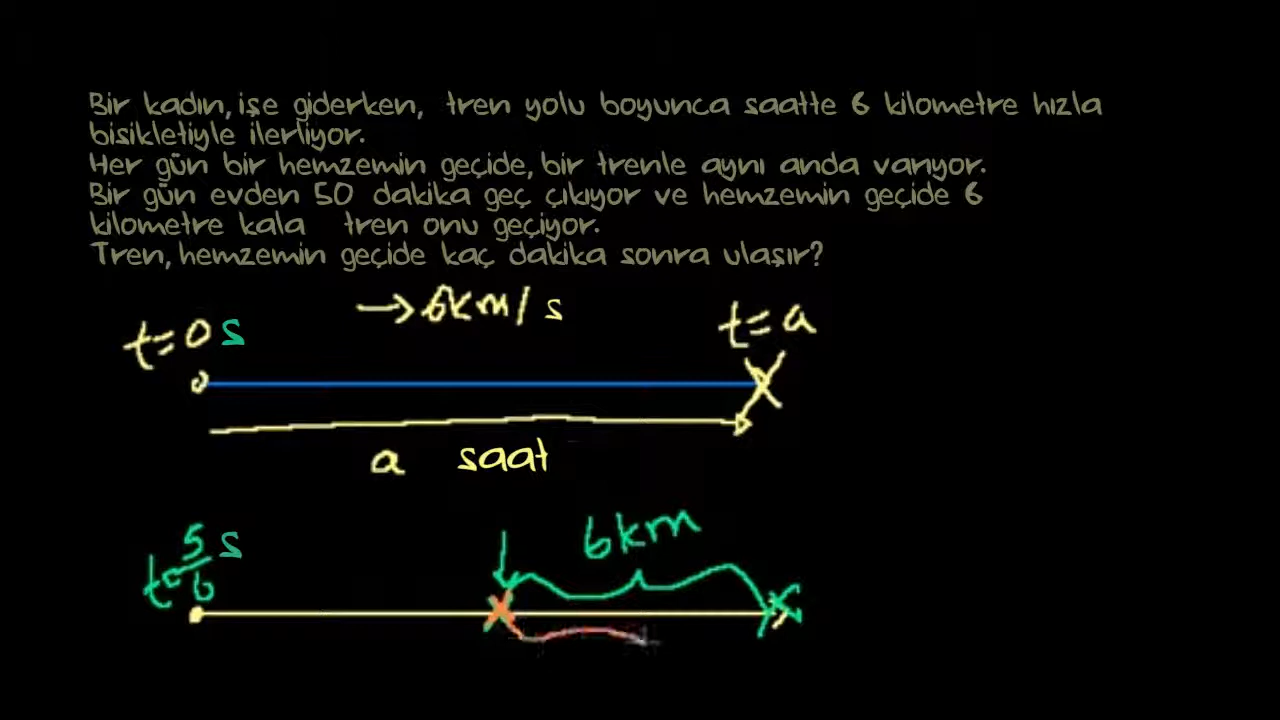 Bir kadın, işe giderken, tren yolu boyunca saatte 6 kilometre hızla
bisikletiyle ilerliyor.
Her gün bir hemzemin geçide, bir trenle aynı anda varıyor.
Bir gün evden 50 dakika geç çıkıyor ve hemzemin geçide 6
kilometre kala tren onu geçiyor.
Tren, hemzemin geçide kaç dakika sonra ulaşır?
→ 6km/s
t=0 s
t=a
a saat
t=5/6 s
6km